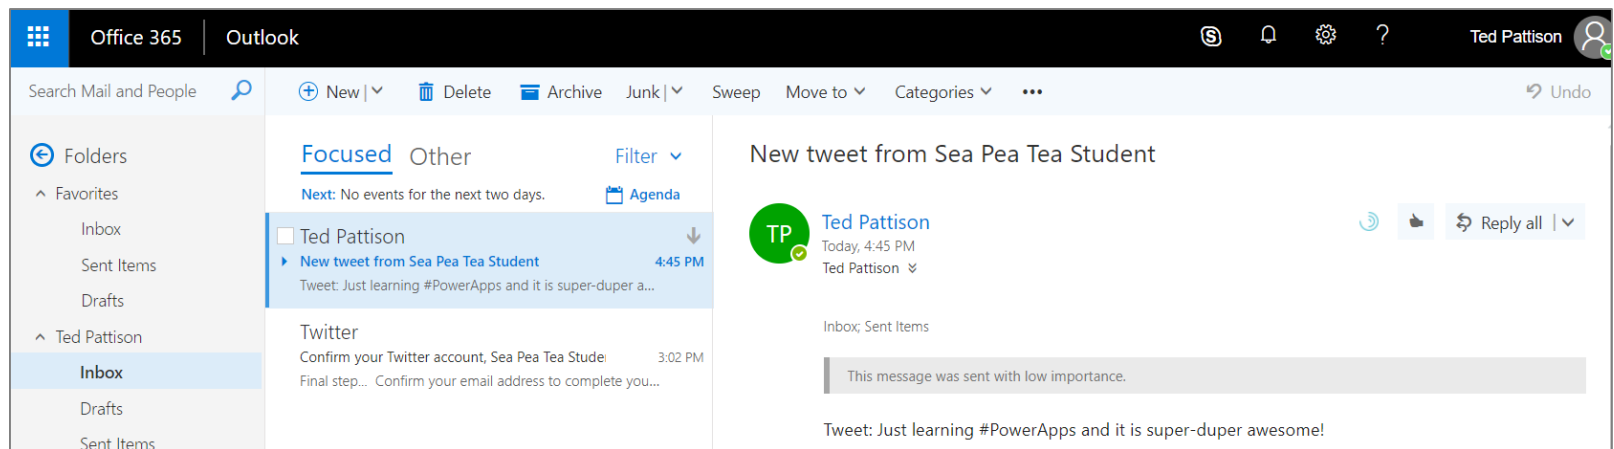 Office 365 Outlook Ted Pattison
Search Mail and People New Delete Archive Junk Sweep Move to Categories ••• Undo
Folders
Favorites
Inbox
Sent Items
Drafts
Ted Pattison
Inbox
Drafts
Sent Items
Focused Other Filter
Next: No events for the next two days. Agenda
Ted Pattison
New tweet from Sea Pea Tea Student 4:45 PM
Tweet: Just learning #PowerApps and it is super-duper a...
Twitter
Confirm your Twitter account, Sea Pea Tea Stude 3:02 PM
Final step... Confirm your email address to complete you...
New tweet from Sea Pea Tea Student
TP
Ted Pattison
Today, 4:45 PM
Ted Pattison
Reply all
Inbox; Sent Items
This message was sent with low importance.
Tweet: Just learning #PowerApps and it is super-duper awesome!